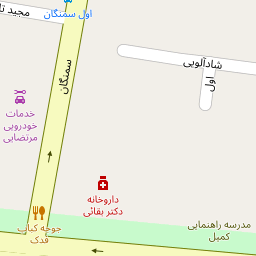 مجید تا
اول سمنگان
سمنگان
شادآلویی
اول
خدمات
خودرویی
مرتضایی
داروخانه
دکتر بقائی
جوجه کباب
فدک
مدرسه راهنمایی
کمیل